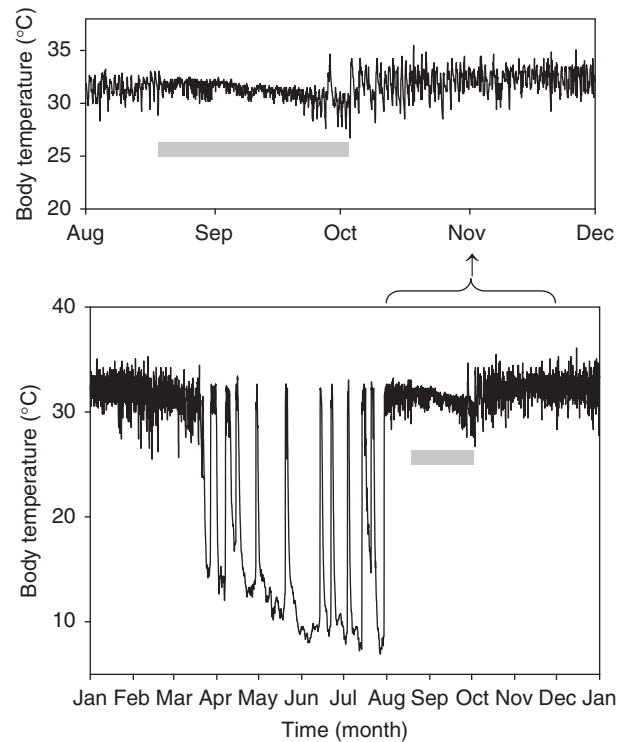 Body temperature (°C)
35
30
25
20
Aug Sep Oct Nov Dec
Body temperature (°C)
40
30
20
10
Jan Feb Mar Apr May Jun Jul Aug Sep Oct Nov Dec Jan
Time (month)